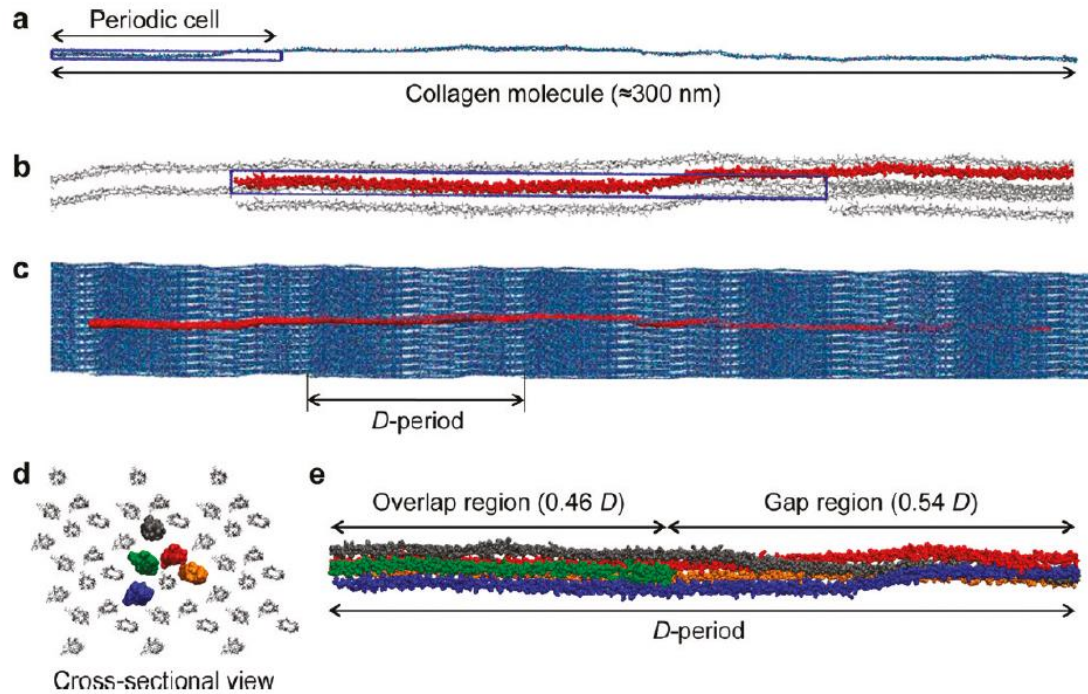 a
Periodic cell
Collagen molecule (≈300 nm)
b
c
D-period
d
Cross-sectional view
e
Overlap region (0.46 D)
Gap region (0.54 D)
D-period